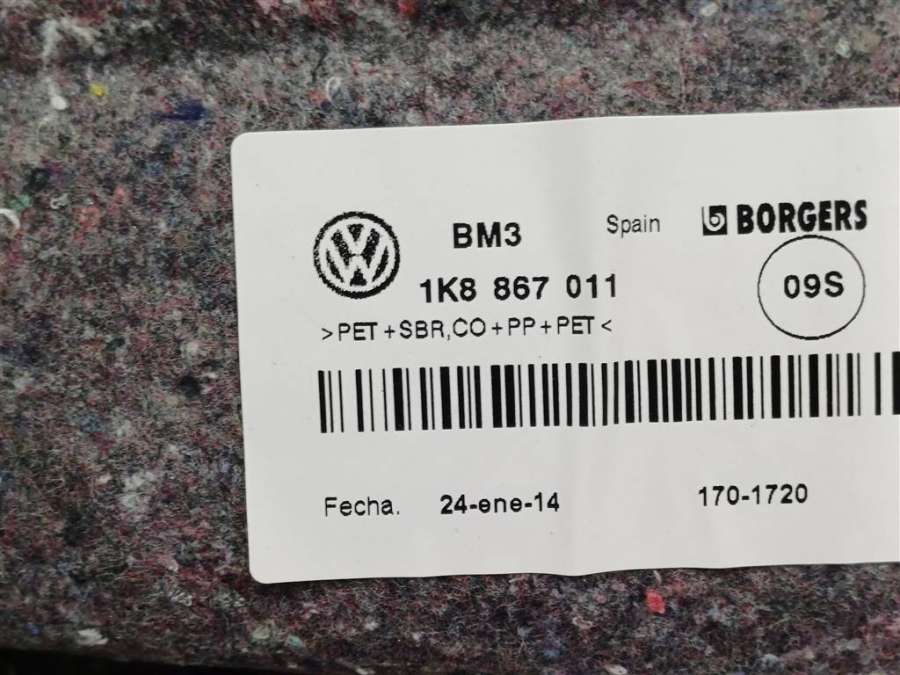 BM3 Spain BORGERS
1K8 867 011 09S
>PET+SBR,CO+PP+PET<
Fecha. 24-ene-14 170-1720